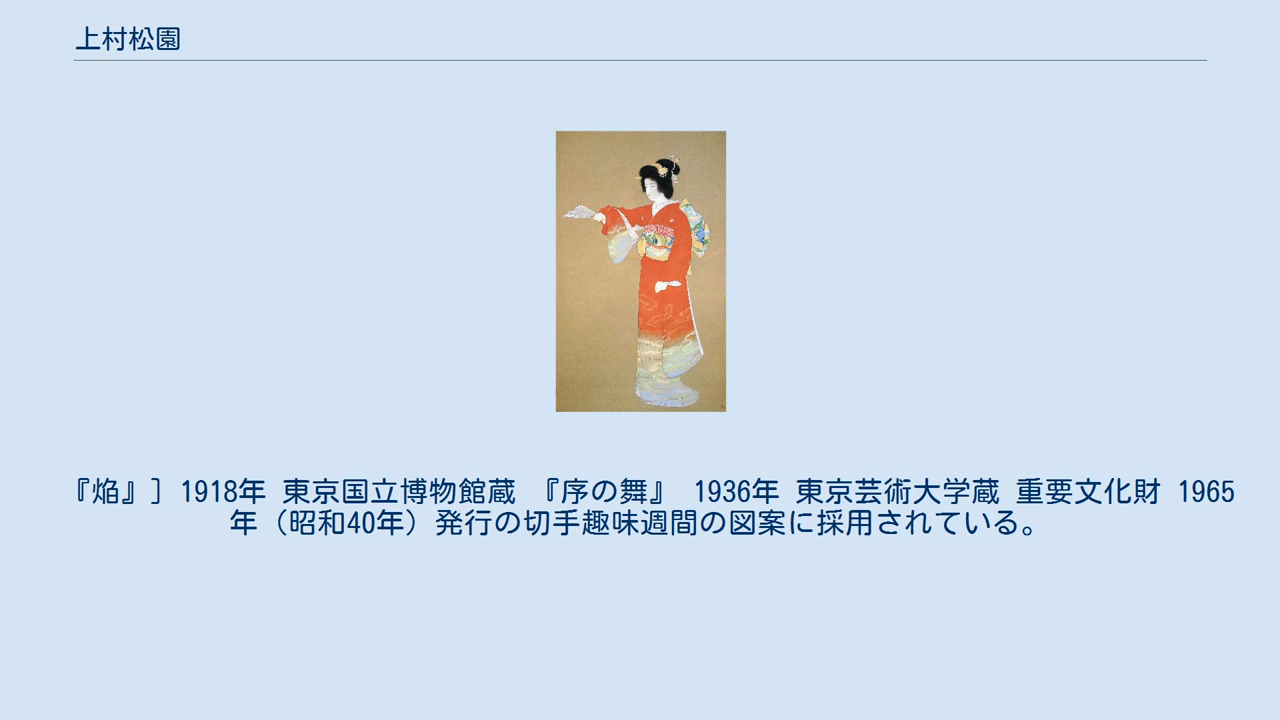 上村松園
『焔』］ 1918年 東京国立博物館蔵 『序の舞』 1936年 東京芸術大学蔵 重要文化財 1965
年（昭和40年）発行の切手趣味週間の図案に採用されている。